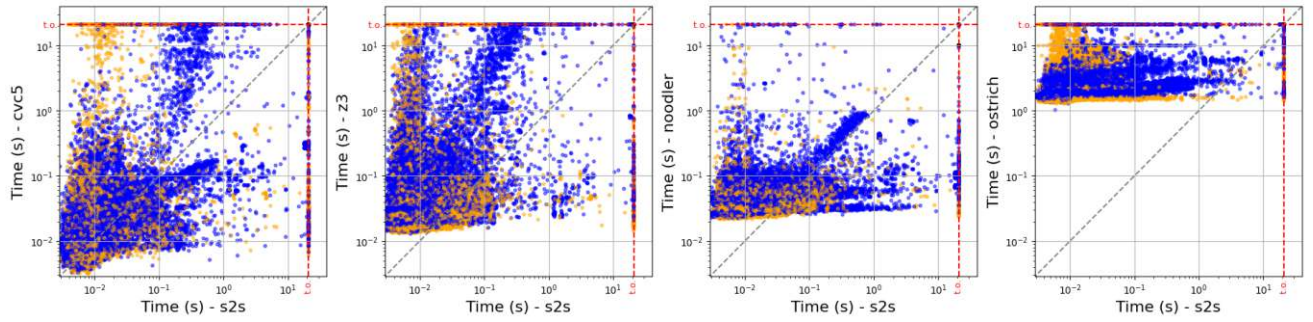 t.o.
10¹
10⁰
10⁻¹
10⁻²
Time (s) - cvc5
10⁻² 10⁻¹ 10⁰ 10¹ t.o.
Time (s) - s2s
t.o.
10¹
10⁰
10⁻¹
10⁻²
Time (s) - z3
10⁻² 10⁻¹ 10⁰ 10¹ t.o.
Time (s) - s2s
t.o.
10¹
10⁰
10⁻¹
10⁻²
Time (s) - noodler
10⁻² 10⁻¹ 10⁰ 10¹ t.o.
Time (s) - s2s
t.o.
10¹
10⁰
10⁻¹
10⁻²
Time (s) - ostrich
10⁻² 10⁻¹ 10⁰ 10¹ t.o.
Time (s) - s2s